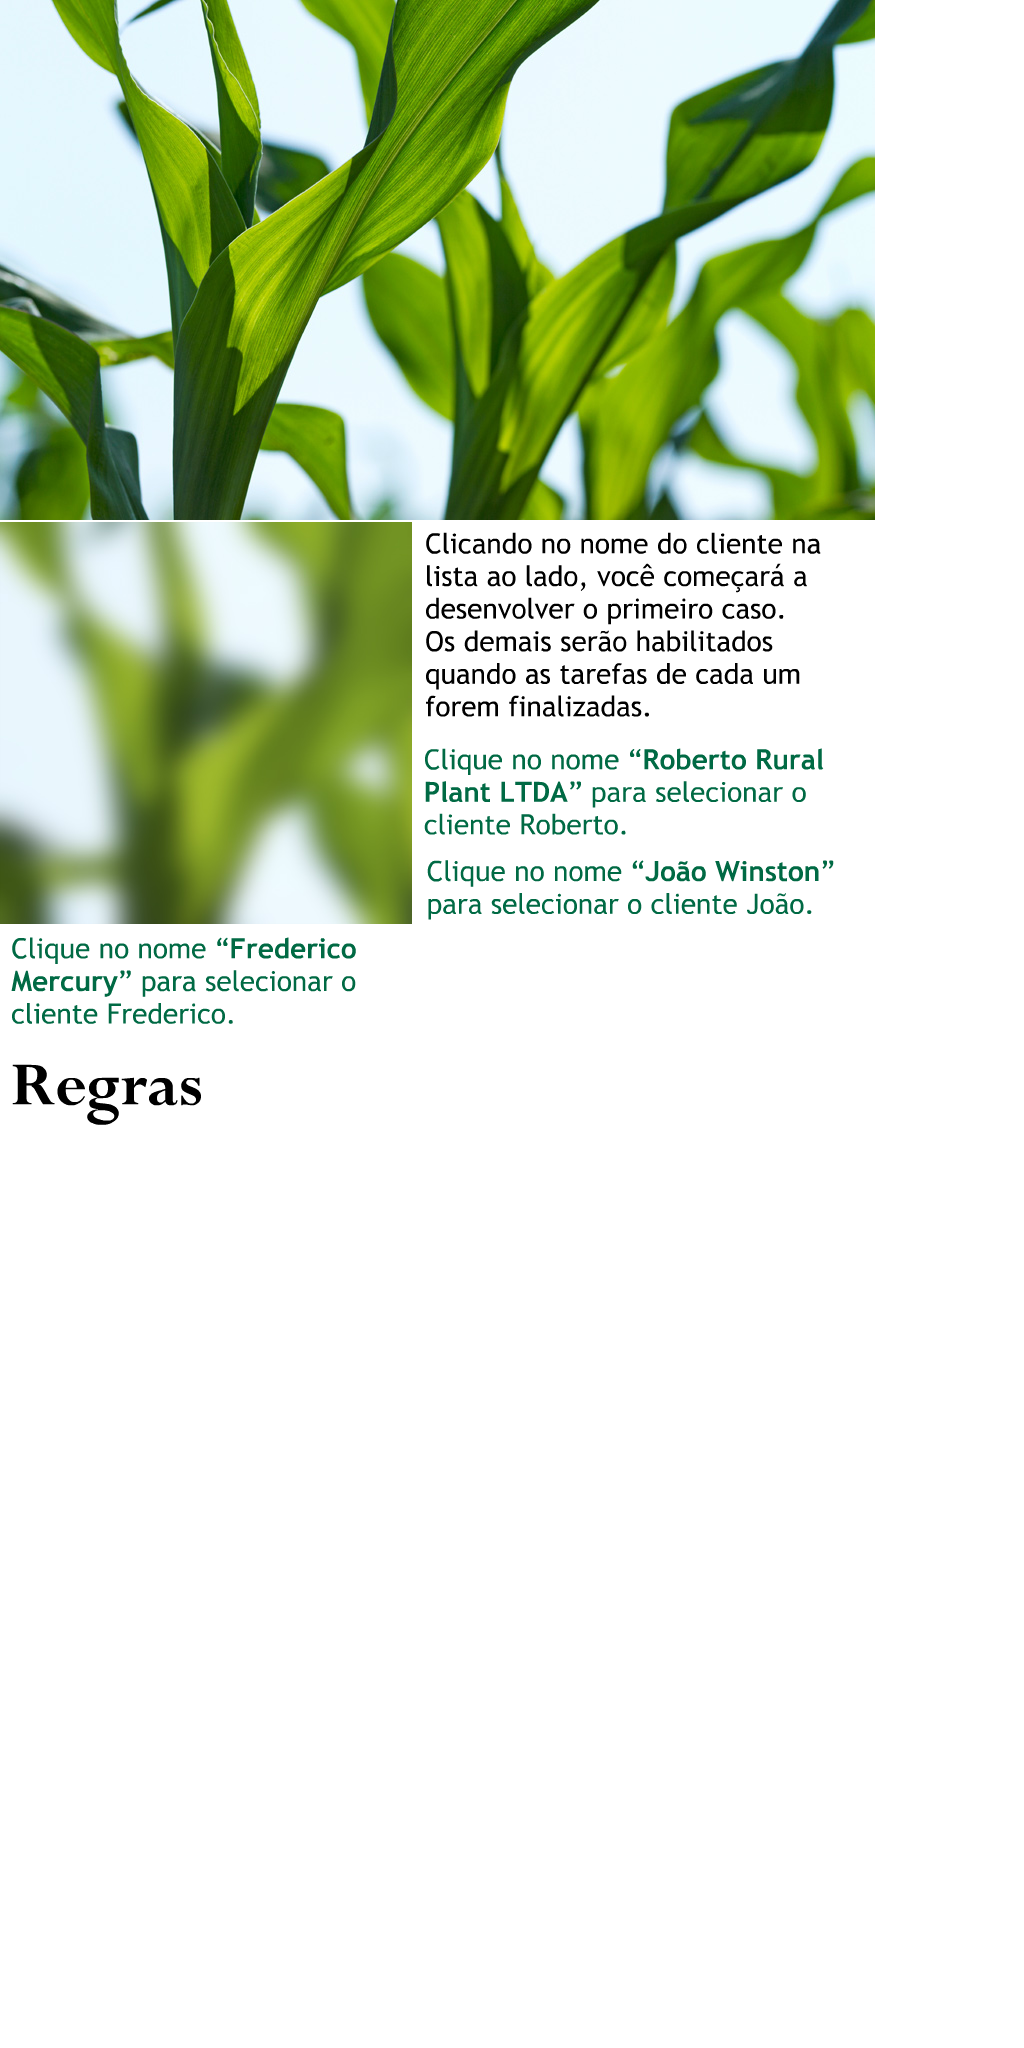 Clicando no nome do cliente na
lista ao lado, você começará a
desenvolver o primeiro caso.
Os demais serão habilitados
quando as tarefas de cada um
forem finalizadas.
Clique no nome “Roberto Rural
Plant LTDA” para selecionar o
cliente Roberto.
Clique no nome “João Winston”
para selecionar o cliente João.
Clique no nome “Frederico
Mercury” para selecionar o
cliente Frederico.
Regras